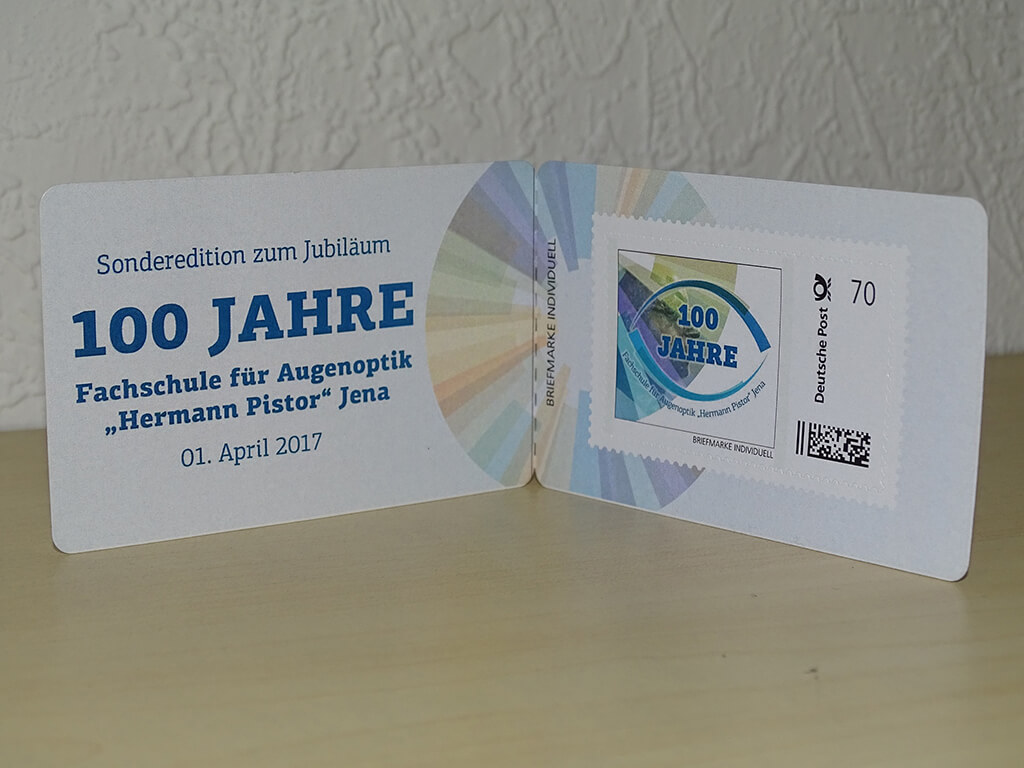 Sonderedition zum Jubiläum
100 JAHRE
Fachschule für Augenoptik
„Hermann Pistor“ Jena
01. April 2017
BRIEFMARKE INDIVIDUELL
100
JAHRE
Fachschule für Augenoptik „Hermann Pistor“ Jena
BRIEFMARKE INDIVIDUELL
Deutsche Post
70